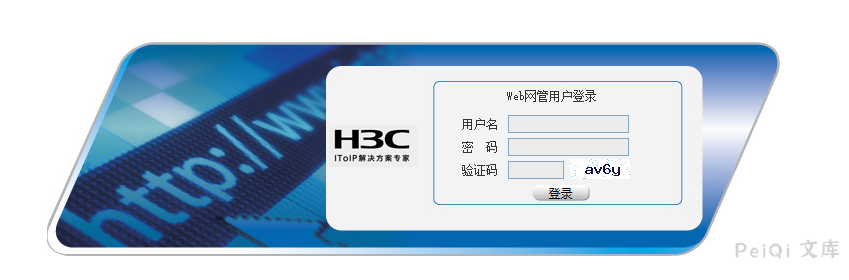 http://www.
H3C
IToIP解决方案专家
Web网管用户登录
用户名
密 码
验证码
av6y
登录
PeiQi 文库